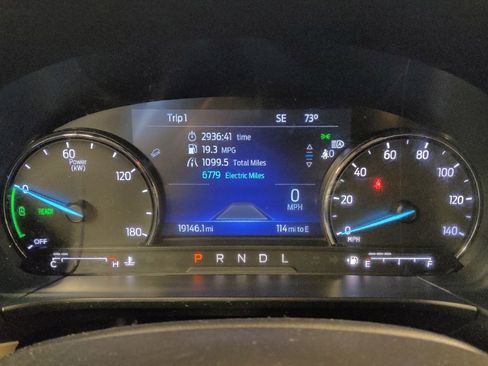 Trip 1 SE 73°
2936:41 time
19.3 MPG
1099.5 Total Miles
6779 Electric Miles
0
MPH
19146.1 mi 114 mi to E
60
Power
(kW)
120
0
READY
OFF
180
60 80
40 100
120
0
MPH
140
C H
P R N D L
E F